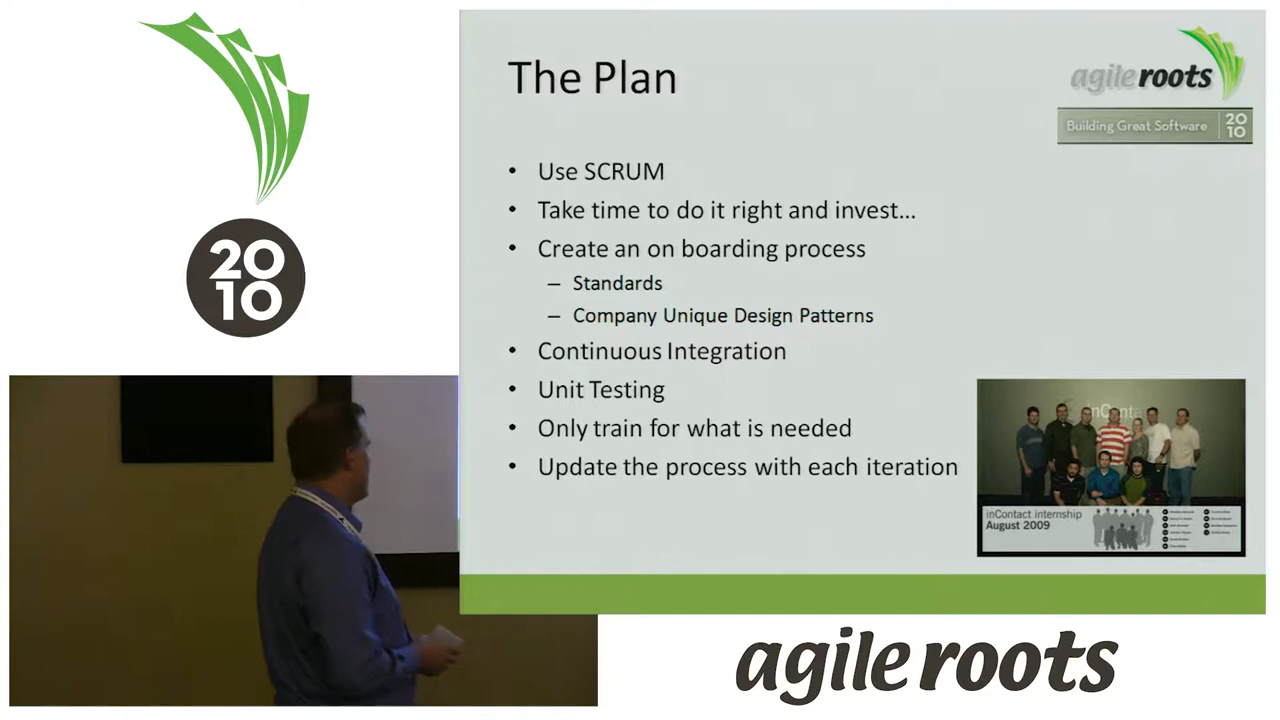 20
10
The Plan
agileroots
Building Great Software
20
10
• Use SCRUM
• Take time to do it right and invest...
• Create an on boarding process
– Standards
– Company Unique Design Patterns
• Continuous Integration
• Unit Testing
• Only train for what is needed
• Update the process with each iteration
inConta
inContact internship
August 2009
agile roots